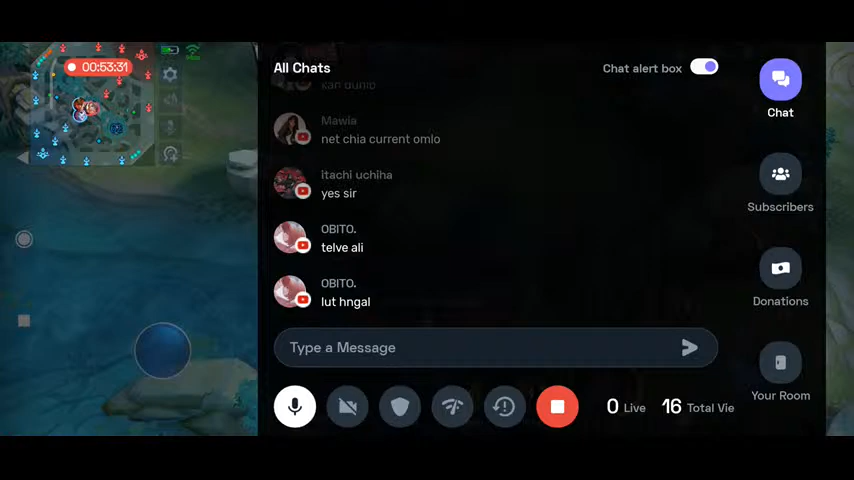 00:53:31
All Chats
Chat alert box
Chat
Mawia
net chia current omlo
itachi uchiha
yes sir
Subscribers
OBITO.
telve ali
OBITO.
lut hngal
Donations
Type a Message
Your Room
0 Live
16 Total Vie